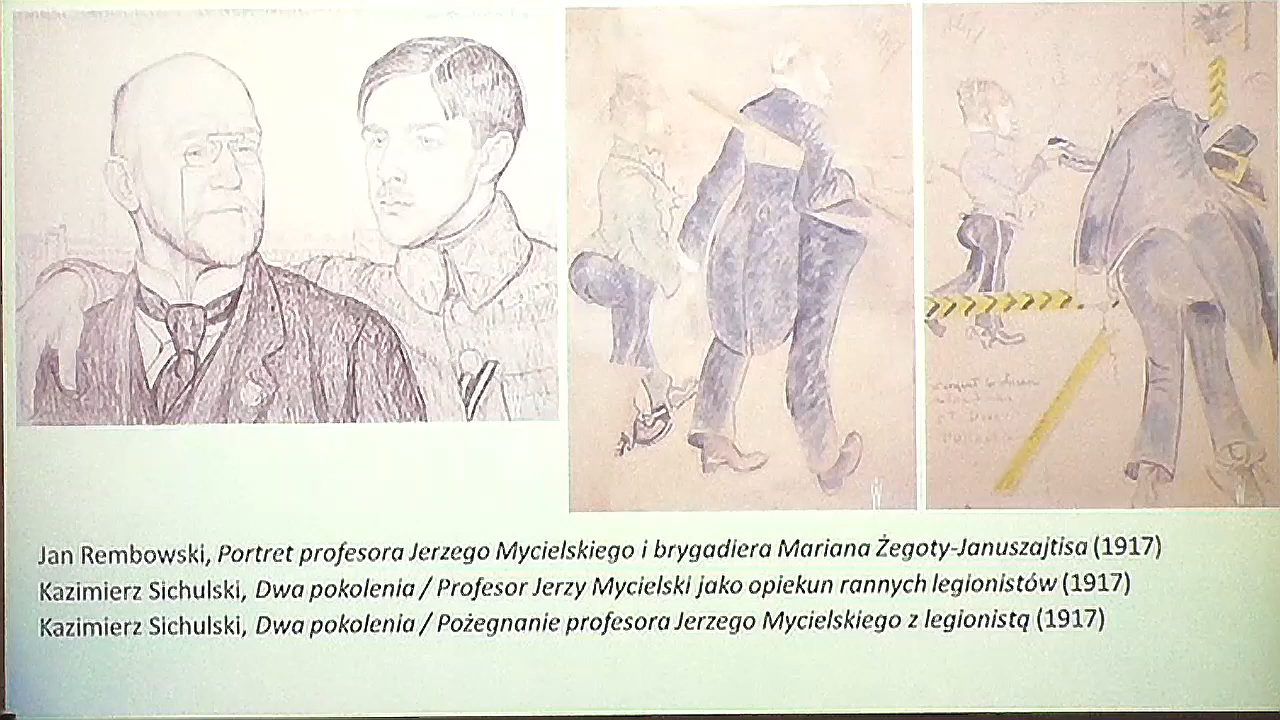 Jan Rembowski, Portret profesora Jerzego Mycielskiego i brygadiera Mariana Żegoty-Januszajtisa (1917)
Kazimierz Sichulski, Dwa pokolenia / Profesor Jerzy Mycielski jako opiekun rannych legionistów (1917)
Kazimierz Sichulski, Dwa pokolenia / Pożegnanie profesora Jerzego Mycielskiego z legionistą (1917)